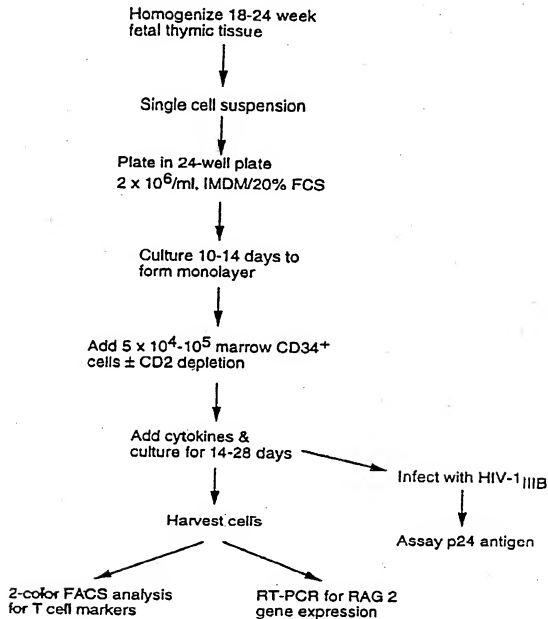 Homogenize 18-24 week
fetal thymic tissue
Single cell suspension
Plate in 24-well plate
2 x 10⁶/ml, IMDM/20% FCS
Culture 10-14 days to
form monolayer
Add 5 x 10⁴-10⁵ marrow CD34⁺
cells ± CD2 depletion
Add cytokines &
culture for 14-28 days
Infect with HIV-1IIIB
Harvest cells
Assay p24 antigen
2-color FACS analysis
for T cell markers
RT-PCR for RAG 2
gene expression